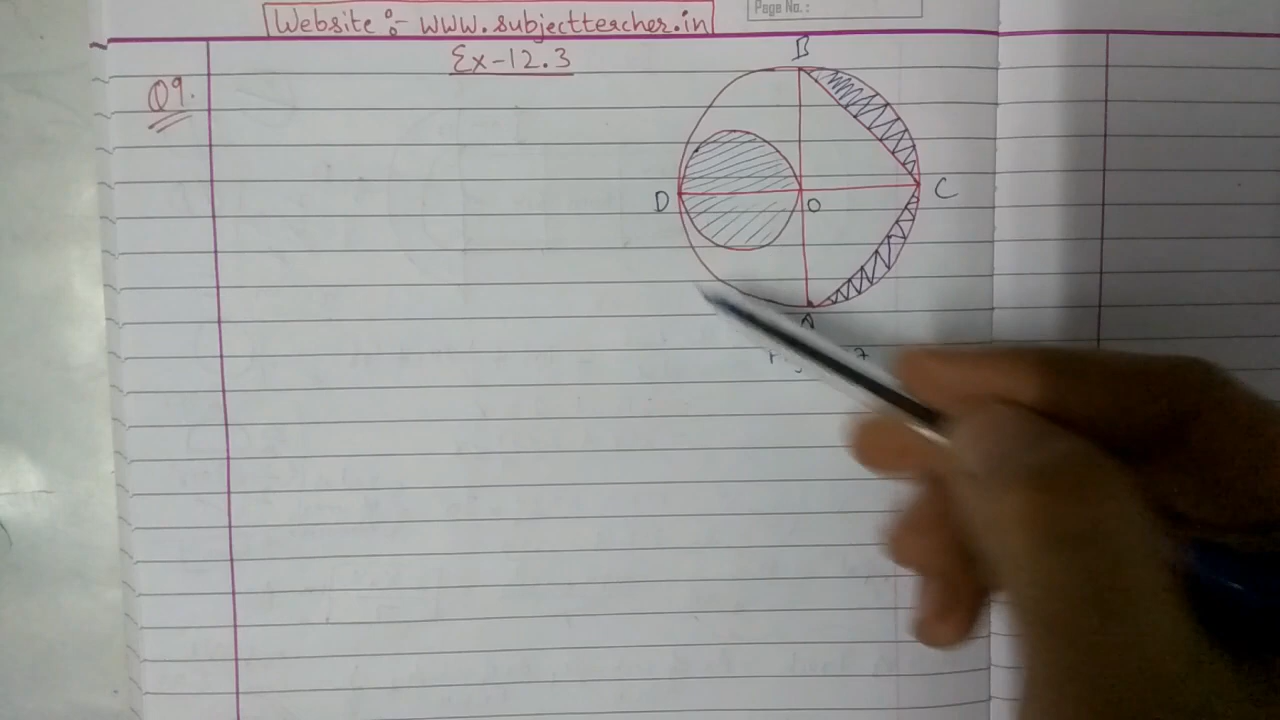 Page No. :
Website :- www.subjectteacher.in
Ex-12.3
Q9.
B
D
O
C
A